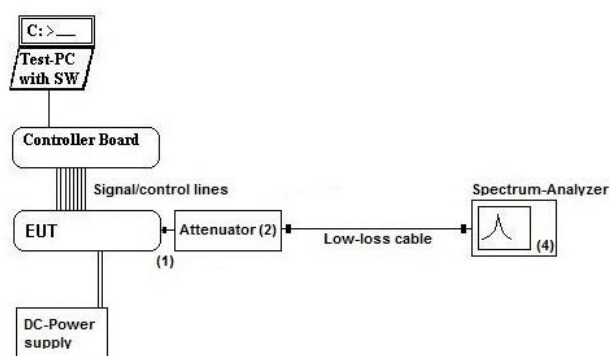 C: >__
Test-PC
with SW
Controller Board
Signal/control lines
Spectrum-Analyzer
EUT
Attenuator (2)
Low-loss cable
(4)
(1)
DC-Power
supply